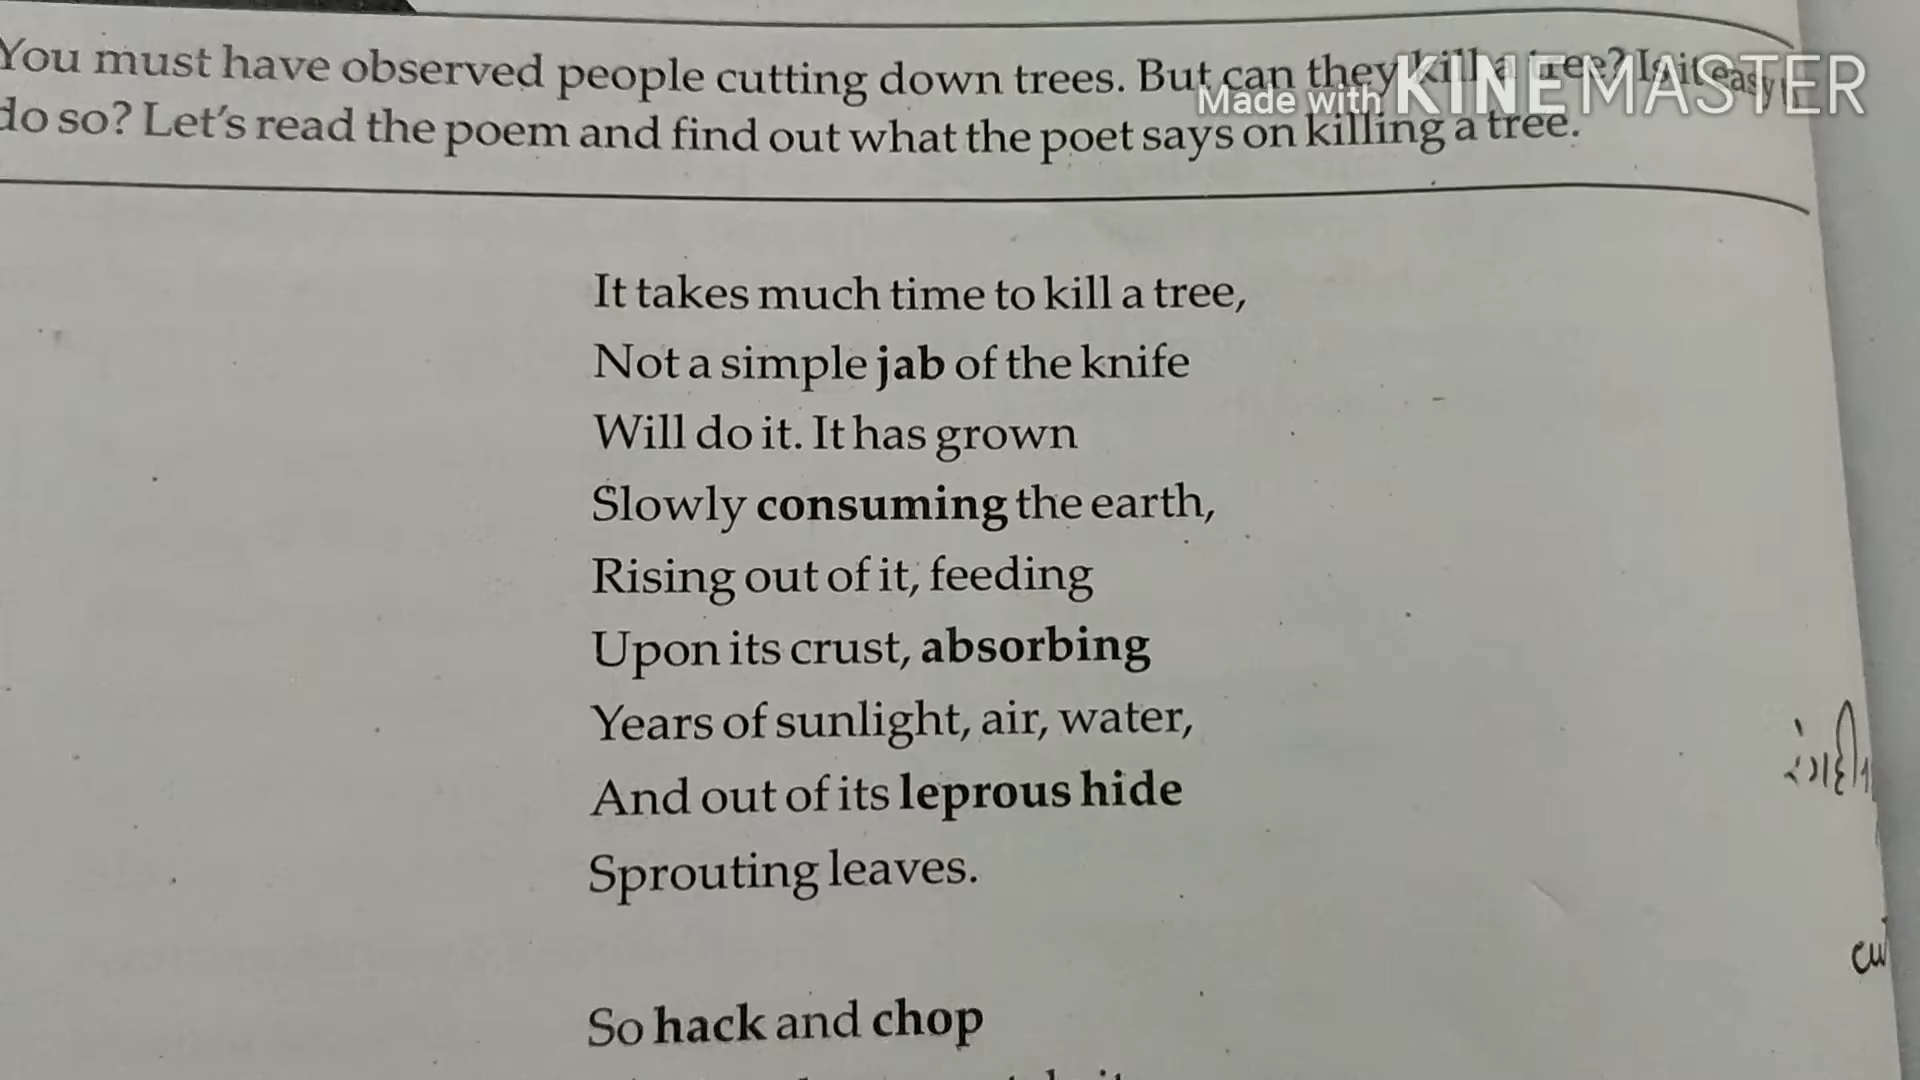 You must have observed people cutting down trees. But can they kill a tree? Is it easy
do so? Let's read the poem and find out what the poet says on killing a tree.
Made with KINEMASTER
It takes much time to kill a tree,
Not a simple jab of the knife
Will do it. It has grown
Slowly consuming the earth,
Rising out of it, feeding
Upon its crust, absorbing
Years of sunlight, air, water,
And out of its leprous hide
Sprouting leaves.
So hack and chop